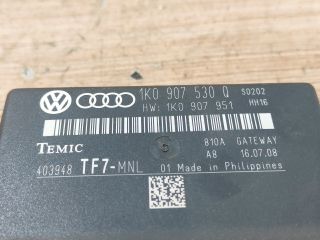 1K0 907 530 Q S0202
HW: 1K0 907 951 HH16
TEMIC 810A GATEWAY
A8 16.07.08
403948 TF7-MNL 01 Made in Philippines